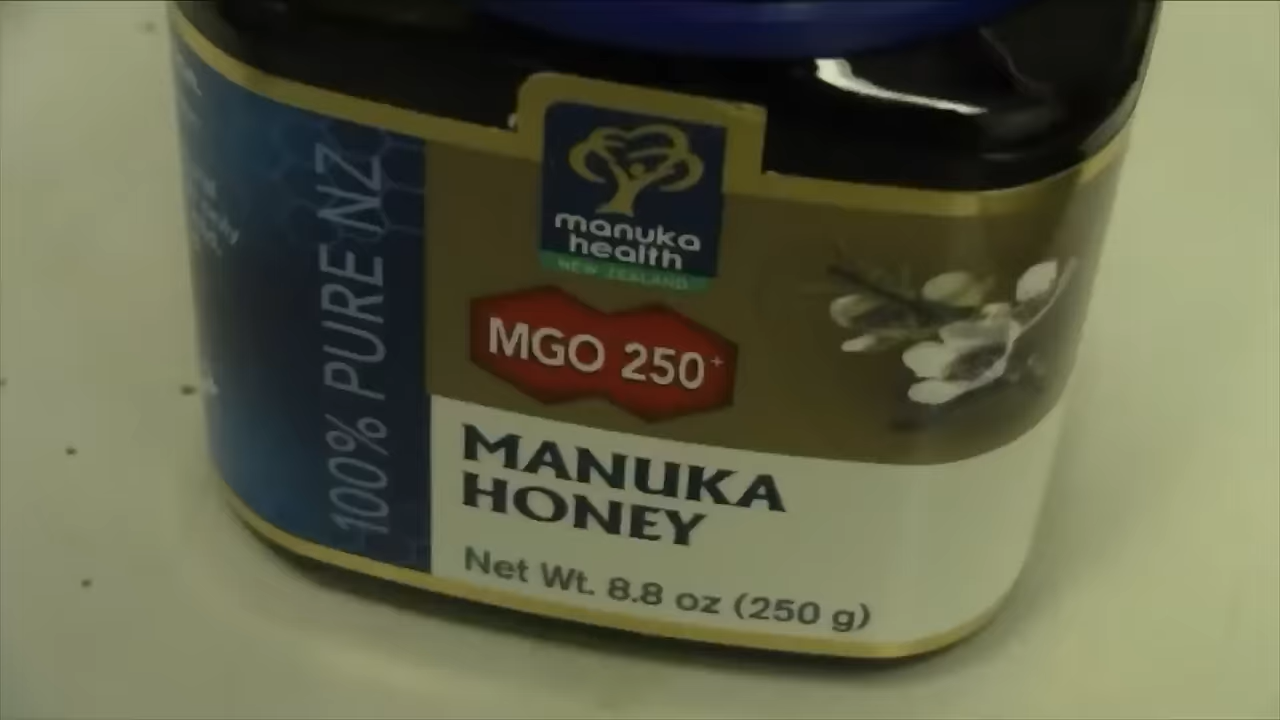 100% PURE NZ
manuka
health
NEW ZEALAND
MGO 250+
MANUKA
HONEY
Net Wt. 8.8 oz (250 g)